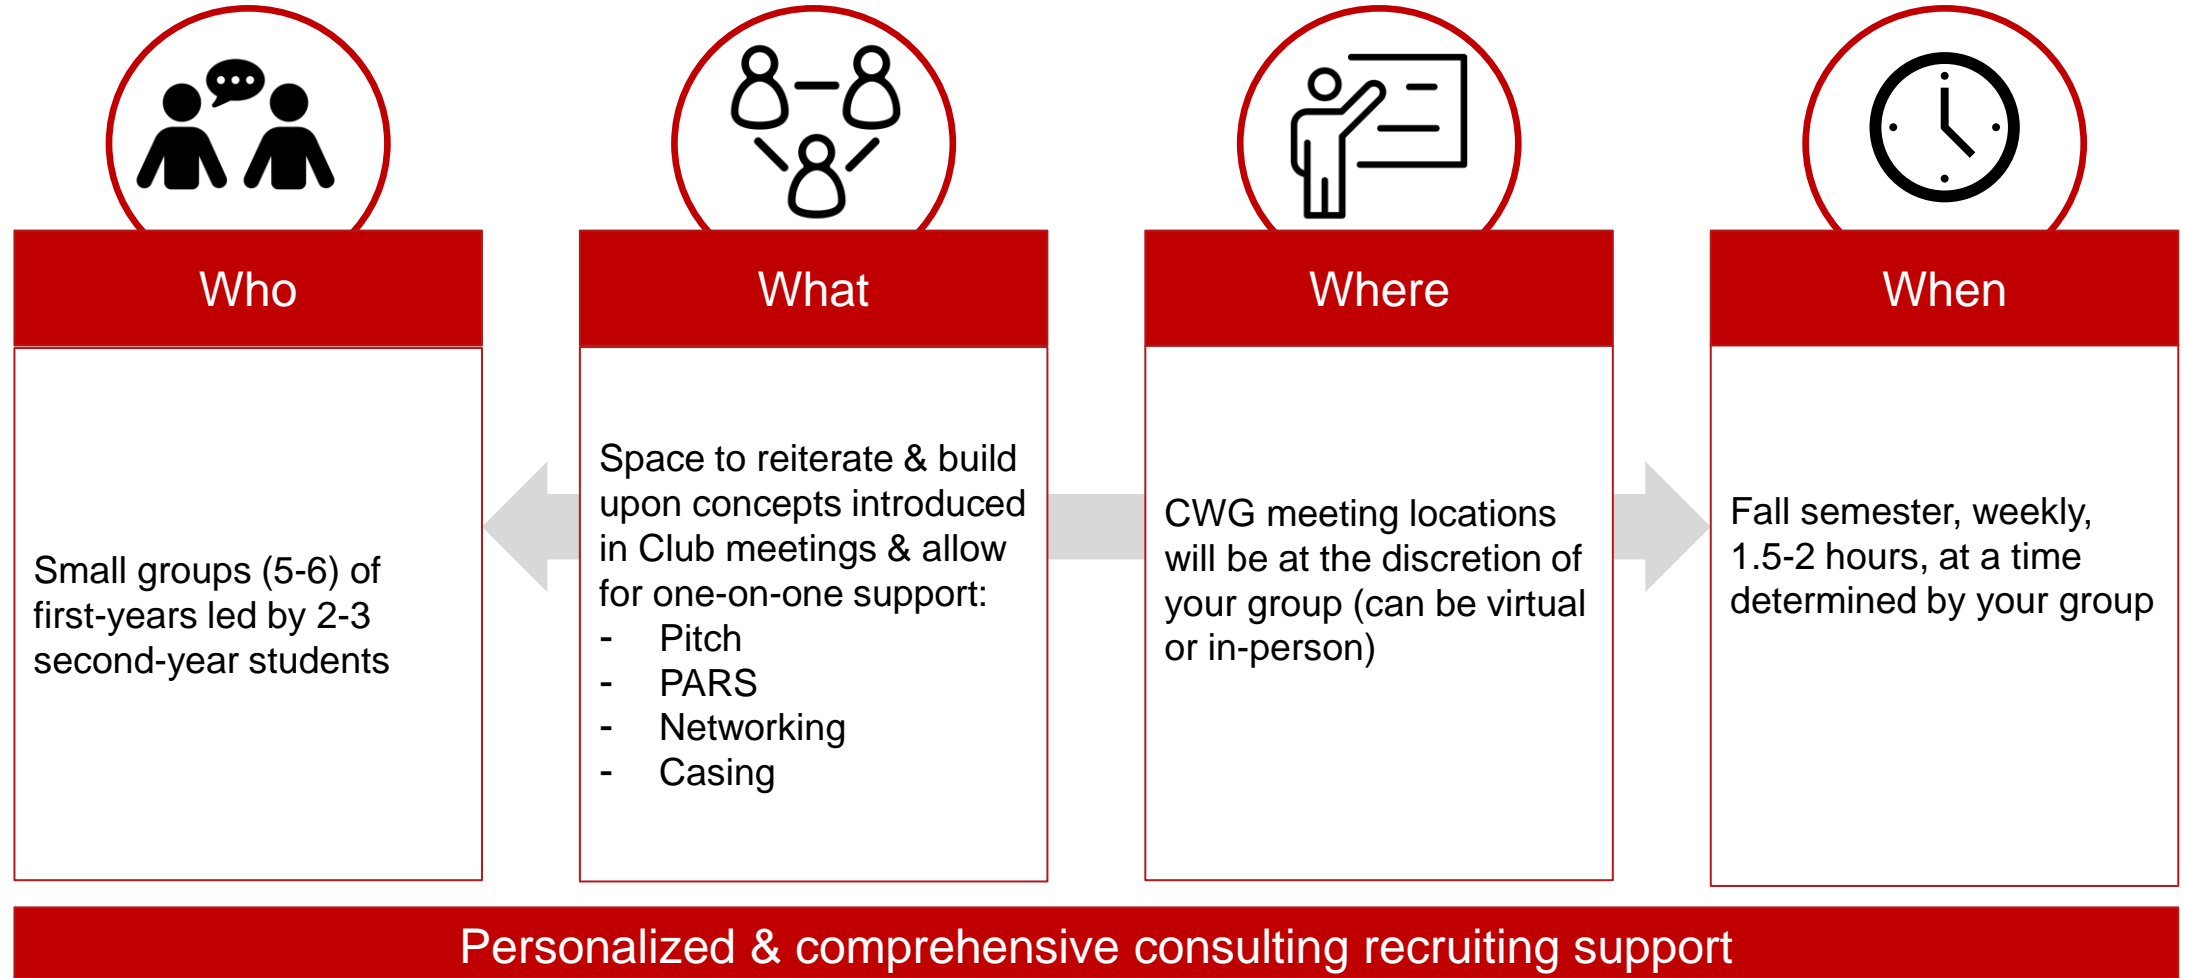 Who
Small groups (5-6) of
first-years led by 2-3
second-year students
What
Space to reiterate & build
upon concepts introduced
in Club meetings & allow
for one-on-one support:
- Pitch
- PARS
- Networking
- Casing
Where
CWG meeting locations
will be at the discretion of
your group (can be virtual
or in-person)
When
Fall semester, weekly,
1.5-2 hours, at a time
determined by your group
Personalized & comprehensive consulting recruiting support